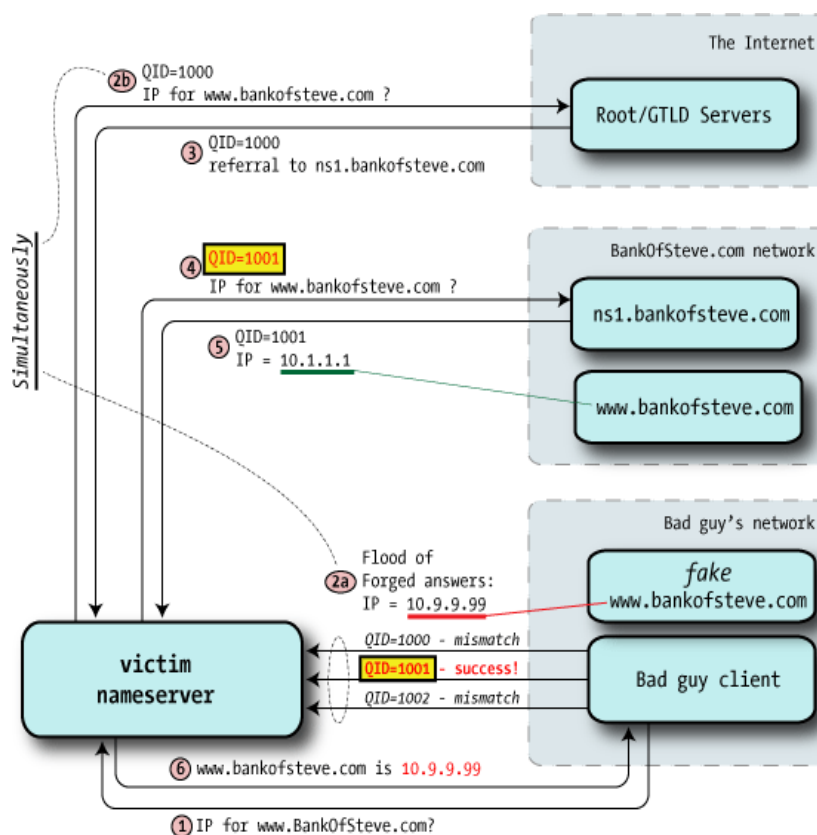 The Internet
2b QID=1000
IP for www.bankofsteve.com ?
Root/GTLD Servers
3 QID=1000
referral to ns1.bankofsteve.com
Simultaneously
BankOfSteve.com network
4 QID=1001
IP for www.bankofsteve.com ?
ns1.bankofsteve.com
5 QID=1001
IP = 10.1.1.1
www.bankofsteve.com
Bad guy's network
2a Flood of
Forged answers:
IP = 10.9.9.99
fake
www.bankofsteve.com
victim
nameserver
QID=1000 - mismatch
QID=1001 - success!
QID=1002 - mismatch
Bad guy client
6 www.bankofsteve.com is 10.9.9.99
1 IP for www.BankOfSteve.com?